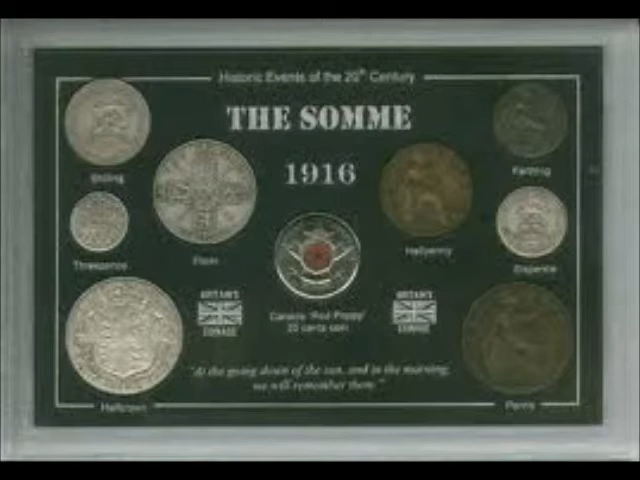 Historic Events of the 20th Century
THE SOMME
1916
Shilling
Farthing
Threepence
Florin
Halfpenny
Sixpence
BRITAIN'S
COINAGE
Canada 'Red Poppy'
25 cents coin
BRITAIN'S
COINAGE
"At the going down of the sun, and in the morning,
we will remember them."
Halfcrown
Penny